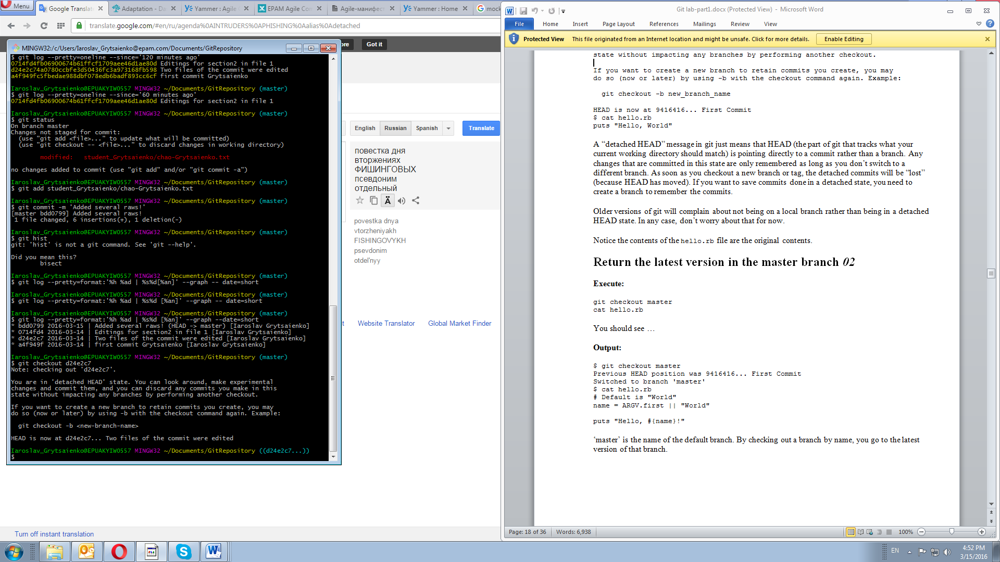 Menu
Google Translate
Adaptation - Da
Yammer : Agile
EPAM Agile Co
Agile-манифест
Yammer : Home
mock
translate.google.com/#en/ru/agenda%0AINTRUDERS%0APHISHING%0Aalias%0Adetached
ore
Got it
MINGW32:/c/Users/Iaroslav_Grytsaienko@epam.com/Documents/GitRepository
$ git log --pretty=oneline --since='120 minutes ago'
0714fd4fb06900674b61ffcf1709aee46d1ae80d Editings for section2 in file 1
d24e2c74a0780ccbfe3d50436fc3a973168fb598 Two files of the commit were edited
a4f949fc5fbedae988dbf078edb6badf893cc6cf first commit Grytsaienko
Iaroslav_Grytsaienko@EPUAKYIW0557 MINGW32 ~/Documents/GitRepository (master)
$ git log --pretty=oneline --since='60 minutes ago'
0714fd4fb06900674b61ffcf1709aee46d1ae80d Editings for section2 in file 1
Iaroslav_Grytsaienko@EPUAKYIW0557 MINGW32 ~/Documents/GitRepository (master)
$ git status
On branch master
Changes not staged for commit:
(use "git add <file>..." to update what will be committed)
(use "git checkout -- <file>..." to discard changes in working directory)
modified: student_Grytsaienko/chao-Grytsaienko.txt
no changes added to commit (use "git add" and/or "git commit -a")
Iaroslav_Grytsaienko@EPUAKYIW0557 MINGW32 ~/Documents/GitRepository (master)
$ git add student_Grytsaienko/chao-Grytsaienko.txt
Iaroslav_Grytsaienko@EPUAKYIW0557 MINGW32 ~/Documents/GitRepository (master)
$ git commit -m 'Added several raws!'
[master bdd0799] Added several raws!
1 file changed, 6 insertions(+), 1 deletion(-)
Iaroslav_Grytsaienko@EPUAKYIW0557 MINGW32 ~/Documents/GitRepository (master)
$ git hist
git: 'hist' is not a git command. See 'git --help'.
Did you mean this?
bisect
Iaroslav_Grytsaienko@EPUAKYIW0557 MINGW32 ~/Documents/GitRepository (master)
$ git log --pretty=format:'%h %ad | %s%d[%an]' --graph -- date=short
Iaroslav_Grytsaienko@EPUAKYIW0557 MINGW32 ~/Documents/GitRepository (master)
$ git log --pretty=format:'%h %ad | %s%d [%an]' --graph -- date=short
Iaroslav_Grytsaienko@EPUAKYIW0557 MINGW32 ~/Documents/GitRepository (master)
$ git log --pretty=format:'%h %ad | %s%d [%an]' --graph --date=short
* bdd0799 2016-03-15 | Added several raws! (HEAD -> master) [Iaroslav Grytsaienko]
* 0714fd4 2016-03-14 | Editings for section2 in file 1 [Iaroslav Grytsaienko]
* d24e2c7 2016-03-14 | Two files of the commit were edited [Iaroslav Grytsaienko]
* a4f949f 2016-03-14 | first commit Grytsaienko [Iaroslav Grytsaienko]
Iaroslav_Grytsaienko@EPUAKYIW0557 MINGW32 ~/Documents/GitRepository (master)
$ git checkout d24e2c7
Note: checking out 'd24e2c7'.
You are in 'detached HEAD' state. You can look around, make experimental
changes and commit them, and you can discard any commits you make in this
state without impacting any branches by performing another checkout.
If you want to create a new branch to retain commits you create, you may
do so (now or later) by using -b with the checkout command again. Example:
git checkout -b <new-branch-name>
HEAD is now at d24e2c7... Two files of the commit were edited
Iaroslav_Grytsaienko@EPUAKYIW0557 MINGW32 ~/Documents/GitRepository ((d24e2c7...))
$
English
Russian
Spanish
Translate
повестка дня
вторжениях
ФИШИНГОВЫХ
псевдоним
отдельный
Ä
povestka dnya
vtorzheniyakh
FISHINGOVYKH
psevdonim
otdel'nyy
t
Website Translator
Global Market Finder
Turn off instant translation
Git lab-part1.docx (Protected View) - Microsoft Word
File
Home
Insert
Page Layout
References
Mailings
Review
View
Protected View
This file originated from an Internet location and might be unsafe. Click for more details.
Enable Editing
state without impacting any branches by performing another checkout.
If you want to create a new branch to retain commits you create, you may
do so (now or later) by using -b with the checkout command again. Example:
git checkout -b new_branch_name
HEAD is now at 9416416... First Commit
$ cat hello.rb
puts "Hello, World"
A “detached HEAD” message in git just means that HEAD (the part of git that tracks what your
current working directory should match) is pointing directly to a commit rather than a branch. Any
changes that are committed in this state are only remembered as long as you don’t switch to a
different branch. As soon as you checkout a new branch or tag, the detached commits will be “lost”
(because HEAD has moved). If you want to save commits done in a detached state, you need to
create a branch to remember the commits.
Older versions of git will complain about not being on a local branch rather than being in a detached
HEAD state. In any case, don’t worry about that for now.
Notice the contents of the hello.rb file are the original contents.
Return the latest version in the master branch 02
Execute:
git checkout master
cat hello.rb
You should see …
Output:
$ git checkout master
Previous HEAD position was 9416416... First Commit
Switched to branch 'master'
$ cat hello.rb
# Default is "World"
name = ARGV.first || "World"
puts "Hello, #{name}!"
‘master’ is the name of the default branch. By checking out a branch by name, you go to the latest
version of that branch.
Page: 18 of 36
Words: 6,938
100%
EN
4:52 PM
3/15/2016